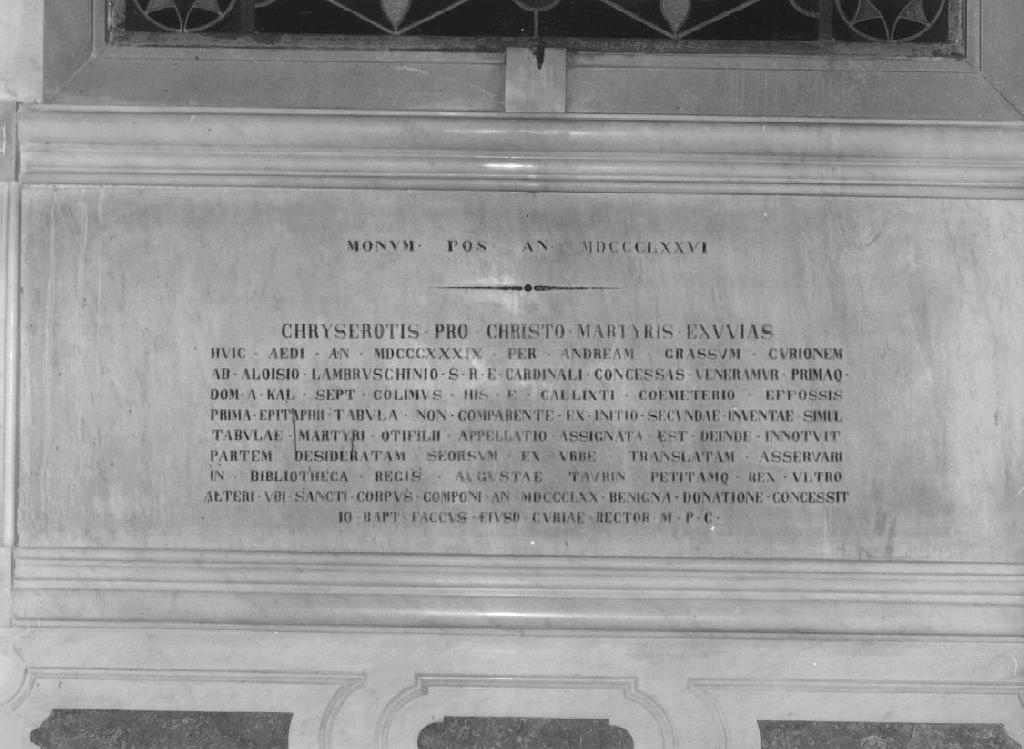 MONVM· POS· AN· MDCCCLXXVI
CHRYSEROTIS · PRO · CHRISTO · MARTYRIS · EXVVIAS
HVIC · AEDI · AN · MDCCCXXXIX · PER · ANDREAM · GRASSVM · CVRIONEM
AB · ALOISIO · LAMBRVSCHINIO · S · R · E · CARDINALI · CONCESSAS · VENERAMVR · PRIMAQ·
DOM · A · KAL · SEPT · COLIMVS · HIS · E · CALLIXTI · COEMETERIO · EFFOSSIS
PRIMA · EPITAPHII · TABVLA · NON · COMPARENTE · EX · INITIO · SECVNDAE · INVENTAE · SIMUL
TABVLAE · MARTYRI · OTIFILII · APPELLATIO · ASSIGNATA · EST · DEINDE · INNOTVIT
PARTEM · DESIDERATAM · SEORSVM · EX · VRBE · TRANSLATAM · ASSERVARI
IN · BIBLIOTHECA · REGIS · AVGVSTAE · TAVRIN · PETITAMQ · REX · VLTRO
ALTERI · VBI · SANCTI · CORPVS · COMPONI · AN · MDCCCLXX · BENIGNA · DONATIONE · CONCESSIT
IO · BAPT · FACCVS · EIVSD · CVRIAE · RECTOR · M · P · C ·